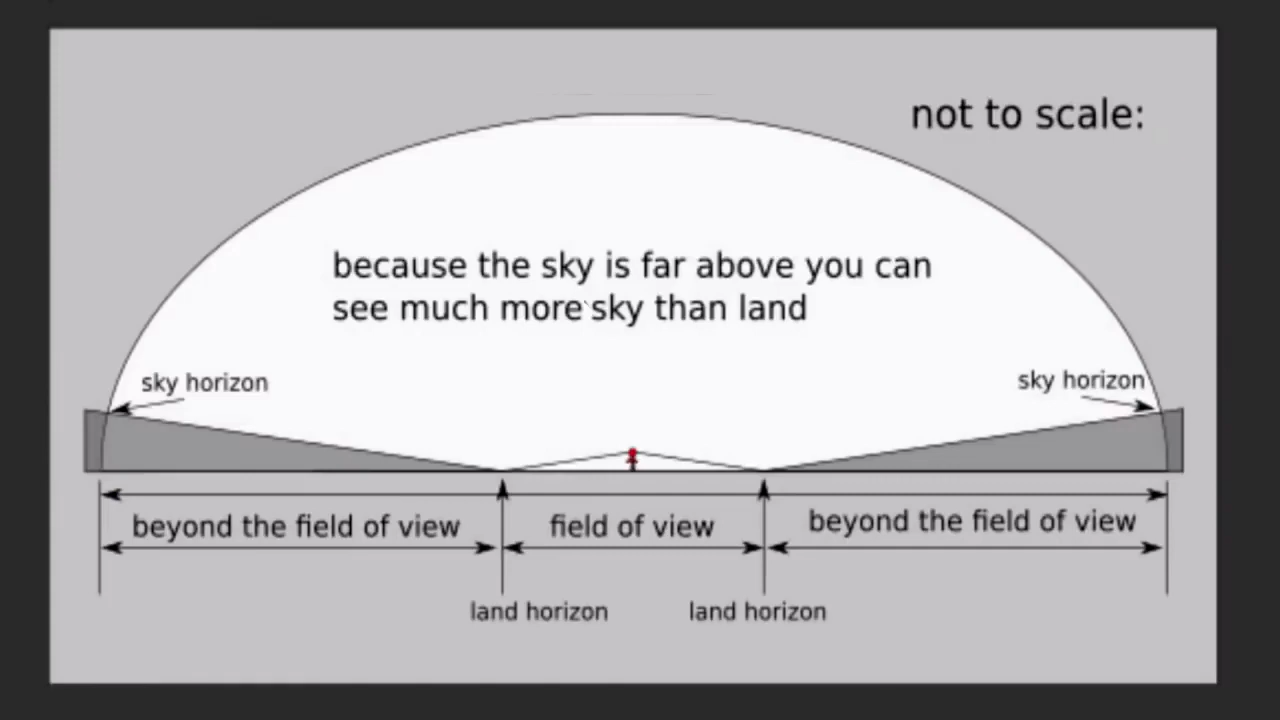 not to scale:
because the sky is far above you can
see much more sky than land
sky horizon
sky horizon
beyond the field of view
field of view
beyond the field of view
land horizon
land horizon